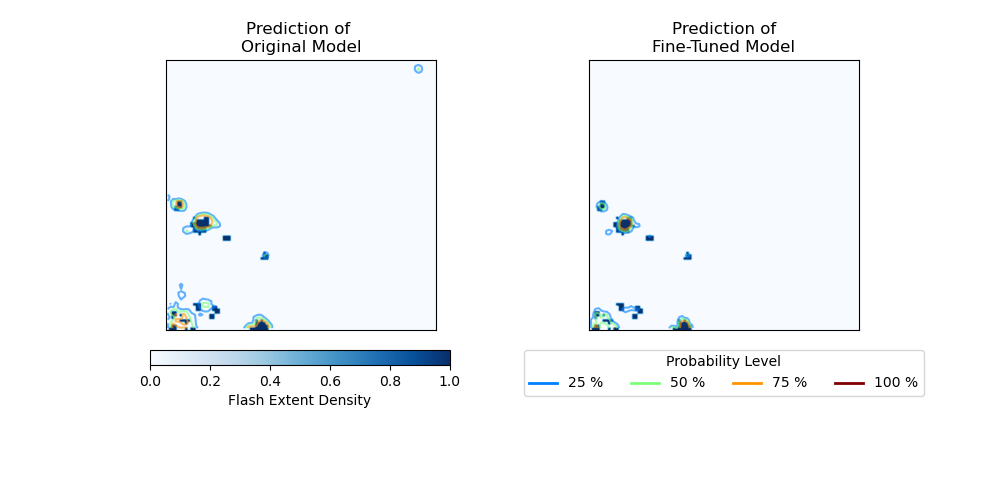 Prediction of
Original Model
Prediction of
Fine-Tuned Model
0.0 0.2 0.4 0.6 0.8 1.0
Flash Extent Density
Probability Level
25 % 50 % 75 % 100 %